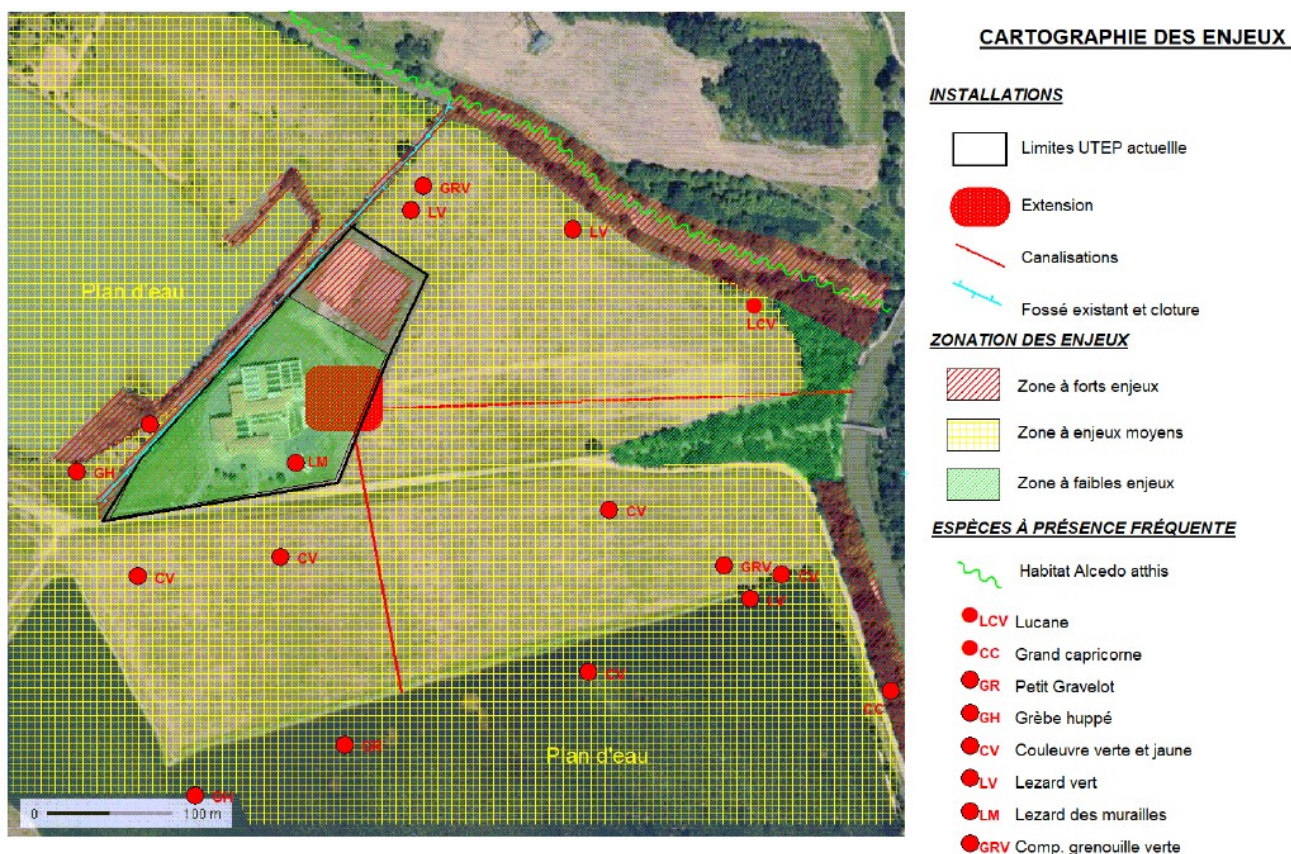 CARTOGRAPHIE DES ENJEUX
INSTALLATIONS
Limites UTEP actuellle
Extension
Canalisations
Fossé existant et cloture
ZONATION DES ENJEUX
Zone à forts enjeux
Zone à enjeux moyens
Zone à faibles enjeux
ESPÈCES À PRÉSENCE FRÉQUENTE
Habitat Alcedo atthis
LCV Lucane
CC Grand capricorne
GR Petit Gravelot
GH Grèbe huppé
CV Couleuvre verte et jaune
LV Lezard vert
LM Lezard des murailles
GRV Comp. grenouille verte
GRV
LV
LV
Plan d'eau
LCV
LM
GH
CV
CV
CV
GRV
CV
LV
CV
CC
GR
Plan d'eau
GH
0 100 m